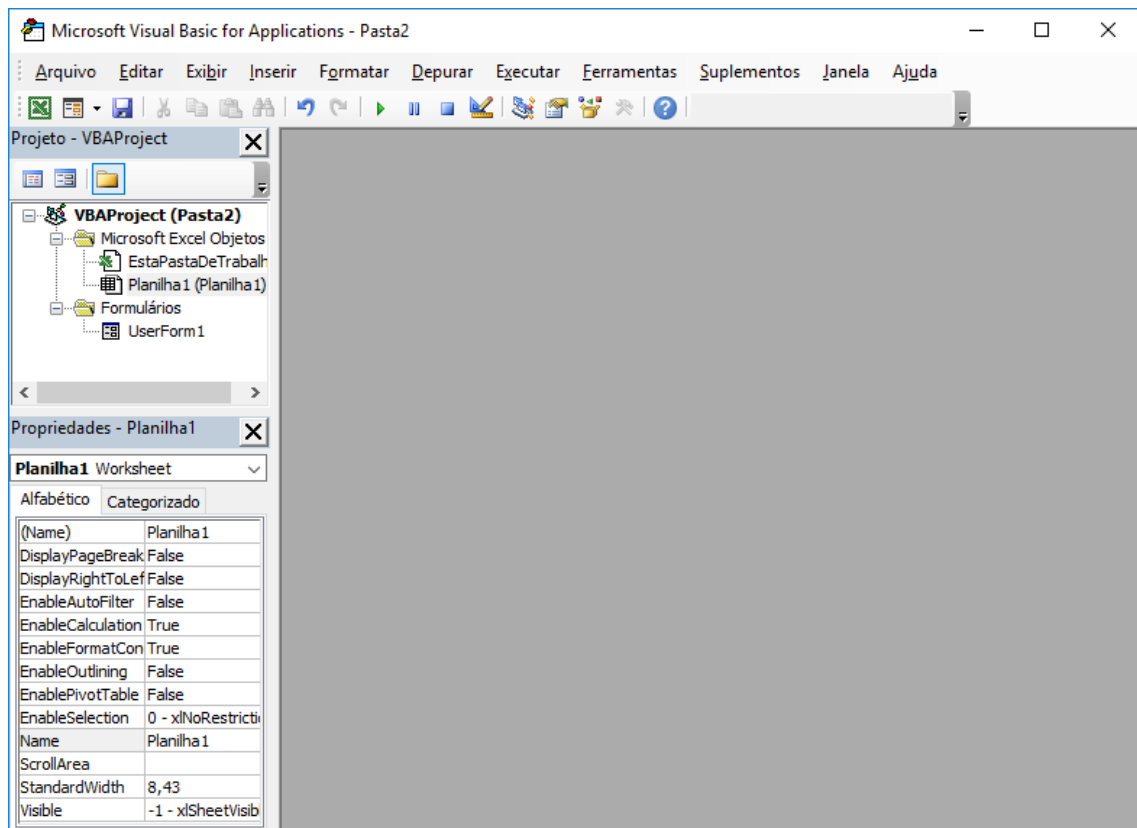 Microsoft Visual Basic for Applications - Pasta2
Arquivo Editar Exibir Inserir Formatar Depurar Executar Ferramentas Suplementos Janela Ajuda
Projeto - VBAProject
VBAProject (Pasta2)
Microsoft Excel Objetos
EstaPastaDeTrabalh
Planilha1 (Planilha1)
Formulários
UserForm1
Propriedades - Planilha1
Planilha1 Worksheet
Alfabético Categorizado
(Name) Planilha1
DisplayPageBreak False
DisplayRightToLef False
EnableAutoFilter False
EnableCalculation True
EnableFormatCon True
EnableOutlining False
EnablePivotTable False
EnableSelection 0 - xlNoRestricti
Name Planilha1
ScrollArea
StandardWidth 8,43
Visible -1 - xlSheetVisib